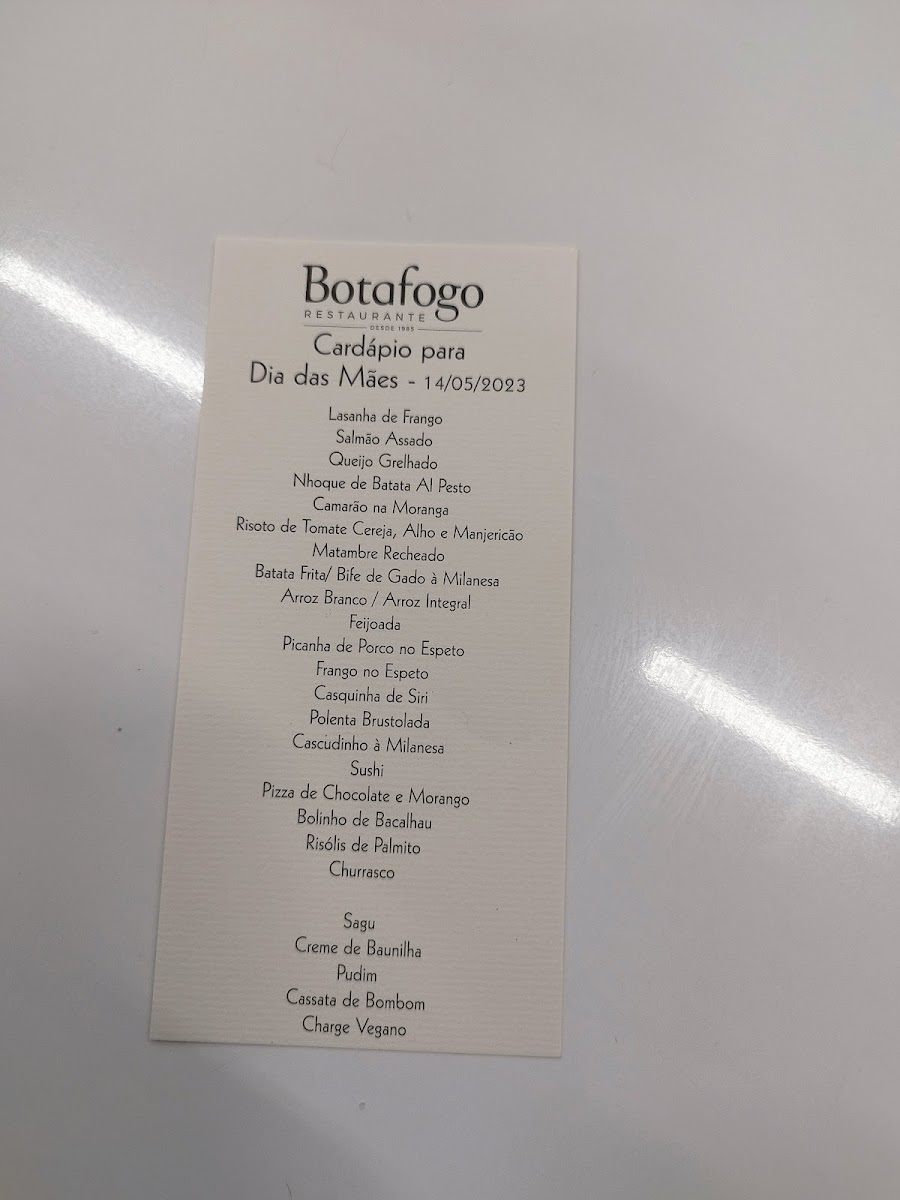 Botafogo
RESTAURANTE
DESDE 1985
Cardápio para
Dia das Mães - 14/05/2023
Lasanha de Frango
Salmão Assado
Queijo Grelhado
Nhoque de Batata Al Pesto
Camarão na Moranga
Risoto de Tomate Cereja, Alho e Manjericão
Matambre Recheado
Batata Frita/ Bife de Gado à Milanesa
Arroz Branco / Arroz Integral
Feijoada
Picanha de Porco no Espeto
Frango no Espeto
Casquinha de Siri
Polenta Brustolada
Cascudinho à Milanesa
Sushi
Pizza de Chocolate e Morango
Bolinho de Bacalhau
Risólis de Palmito
Churrasco
Sagu
Creme de Baunilha
Pudim
Cassata de Bombom
Charge Vegano